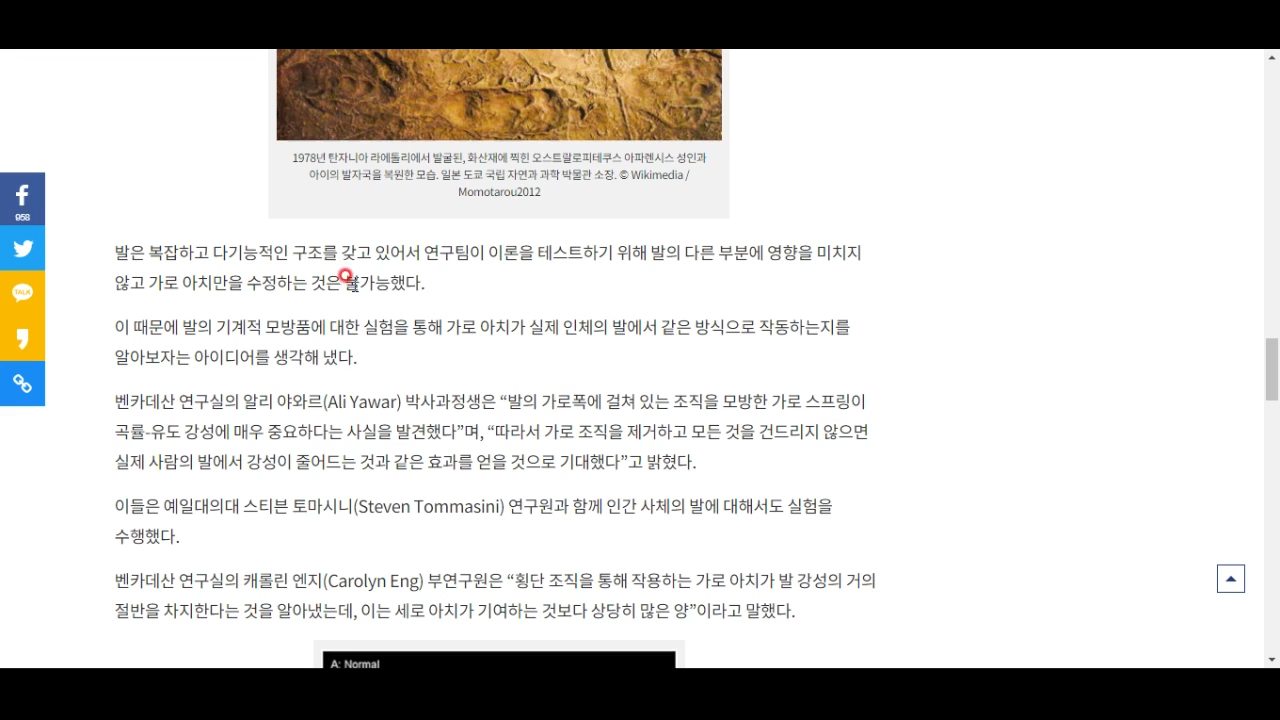 1978년 탄자니아 라에톨리에서 발굴된, 화산재에 찍힌 오스트랄로피테쿠스 아파렌시스 성인과
아이의 발자국을 복원한 모습. 일본 도쿄 국립 자연과 과학 박물관 소장. © Wikimedia /
Momotarou2012
958
TALK
발은 복잡하고 다기능적인 구조를 갖고 있어서 연구팀이 이론을 테스트하기 위해 발의 다른 부분에 영향을 미치지
않고 가로 아치만을 수정하는 것은 불가능했다.
이 때문에 발의 기계적 모방품에 대한 실험을 통해 가로 아치가 실제 인체의 발에서 같은 방식으로 작동하는지를
알아보자는 아이디어를 생각해 냈다.
벤카데산 연구실의 알리 야와르(Ali Yawar) 박사과정생은 “발의 가로폭에 걸쳐 있는 조직을 모방한 가로 스프링이
곡률-유도 강성에 매우 중요하다는 사실을 발견했다”며, “따라서 가로 조직을 제거하고 모든 것을 건드리지 않으면
실제 사람의 발에서 강성이 줄어드는 것과 같은 효과를 얻을 것으로 기대했다”고 밝혔다.
이들은 예일대의대 스티븐 토마시니(Steven Tommasini) 연구원과 함께 인간 사체의 발에 대해서도 실험을
수행했다.
벤카데산 연구실의 캐롤린 엔지(Carolyn Eng) 부연구원은 “횡단 조직을 통해 작용하는 가로 아치가 발 강성의 거의
절반을 차지한다는 것을 알아냈는데, 이는 세로 아치가 기여하는 것보다 상당히 많은 양”이라고 말했다.
A: Normal